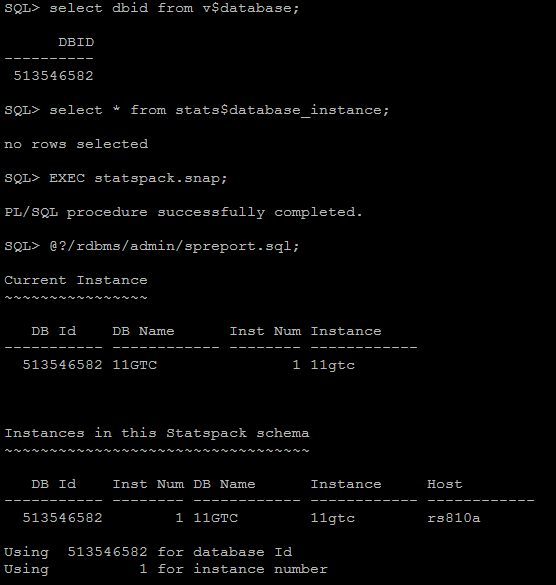 SQL> select dbid from v$database;
      DBID
----------
 513546582
SQL> select * from stats$database_instance;
no rows selected
SQL> EXEC statspack.snap;
PL/SQL procedure successfully completed.
SQL> @?/rdbms/admin/spreport.sql;
Current Instance
~~~~~~~~~~~~~~~~
   DB Id    DB Name      Inst Num Instance
----------- ------------ -------- ------------
  513546582 11GTC               1 11gtc
Instances in this Statspack schema
~~~~~~~~~~~~~~~~~~~~~~~~~~~~~~~~~~
   DB Id    Inst Num DB Name      Instance     Host
----------- -------- ------------ ------------ ------------
  513546582        1 11GTC        11gtc        rs810a
Using  513546582 for database Id
Using          1 for instance number